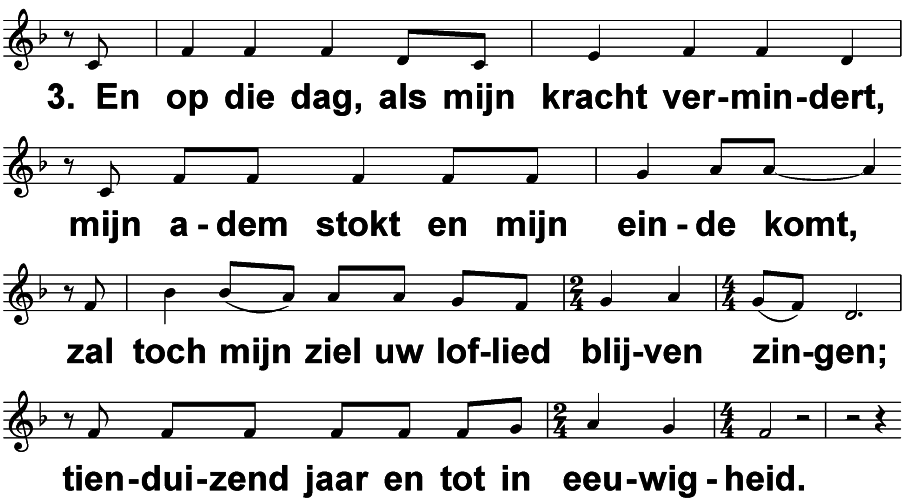 3. En op die dag, als mijn kracht ver-min-dert,
mijn a-dem stokt en mijn ein-de komt,
zal toch mijn ziel uw lof-lied blij-ven zin-gen;
tien-dui-zend jaar en tot in eeu-wig-heid.